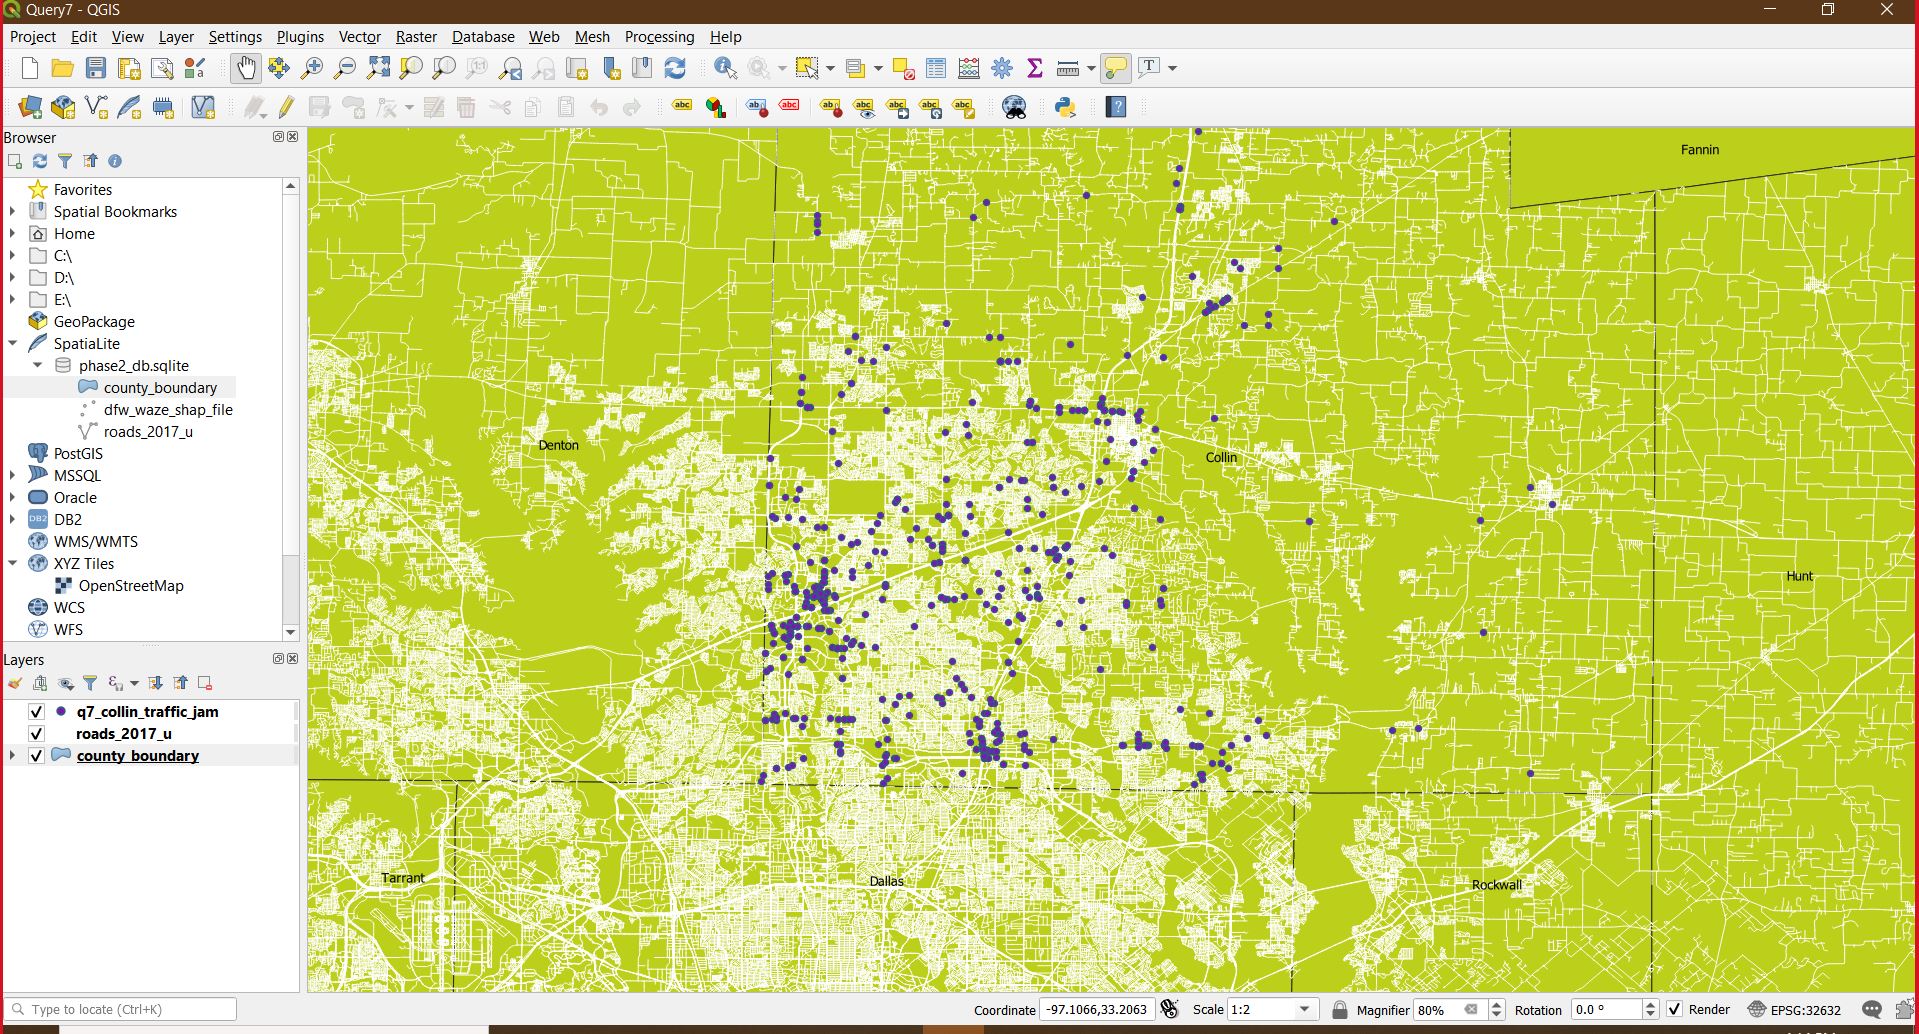 Query7 - QGIS
Project Edit View Layer Settings Plugins Vector Raster Database Web Mesh Processing Help
Browser
Favorites
Spatial Bookmarks
Home
C:\
D:\
E:\
GeoPackage
SpatiaLite
phase2_db.sqlite
county_boundary
dfw_waze_shap_file
roads_2017_u
PostGIS
MSSQL
Oracle
DB2
WMS/WMTS
XYZ Tiles
OpenStreetMap
WCS
WFS
Layers
q7_collin_traffic_jam
roads_2017_u
county_boundary
Fannin
Denton
Collin
Hunt
Tarrant
Dallas
Rockwall
Type to locate (Ctrl+K)
Coordinate -97.1066,33.2063 Scale 1:2 Magnifier 80% Rotation 0.0 ° Render EPSG:32632